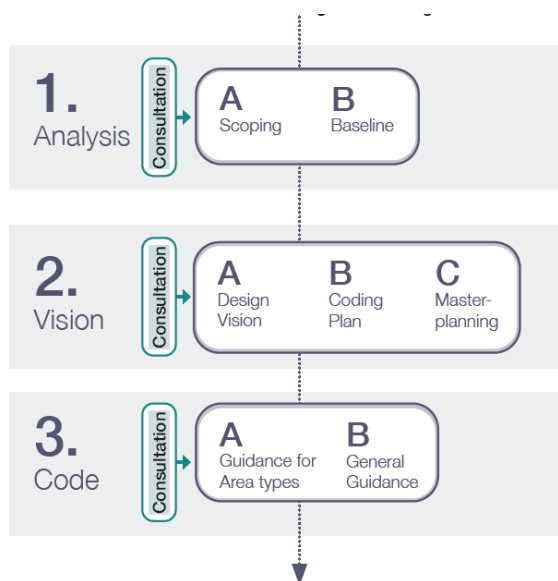 1.
Analysis
Consultation
A
Scoping
B
Baseline
2.
Vision
Consultation
A
Design
Vision
B
Coding
Plan
C
Master-
planning
3.
Code
Consultation
A
Guidance for
Area types
B
General
Guidance